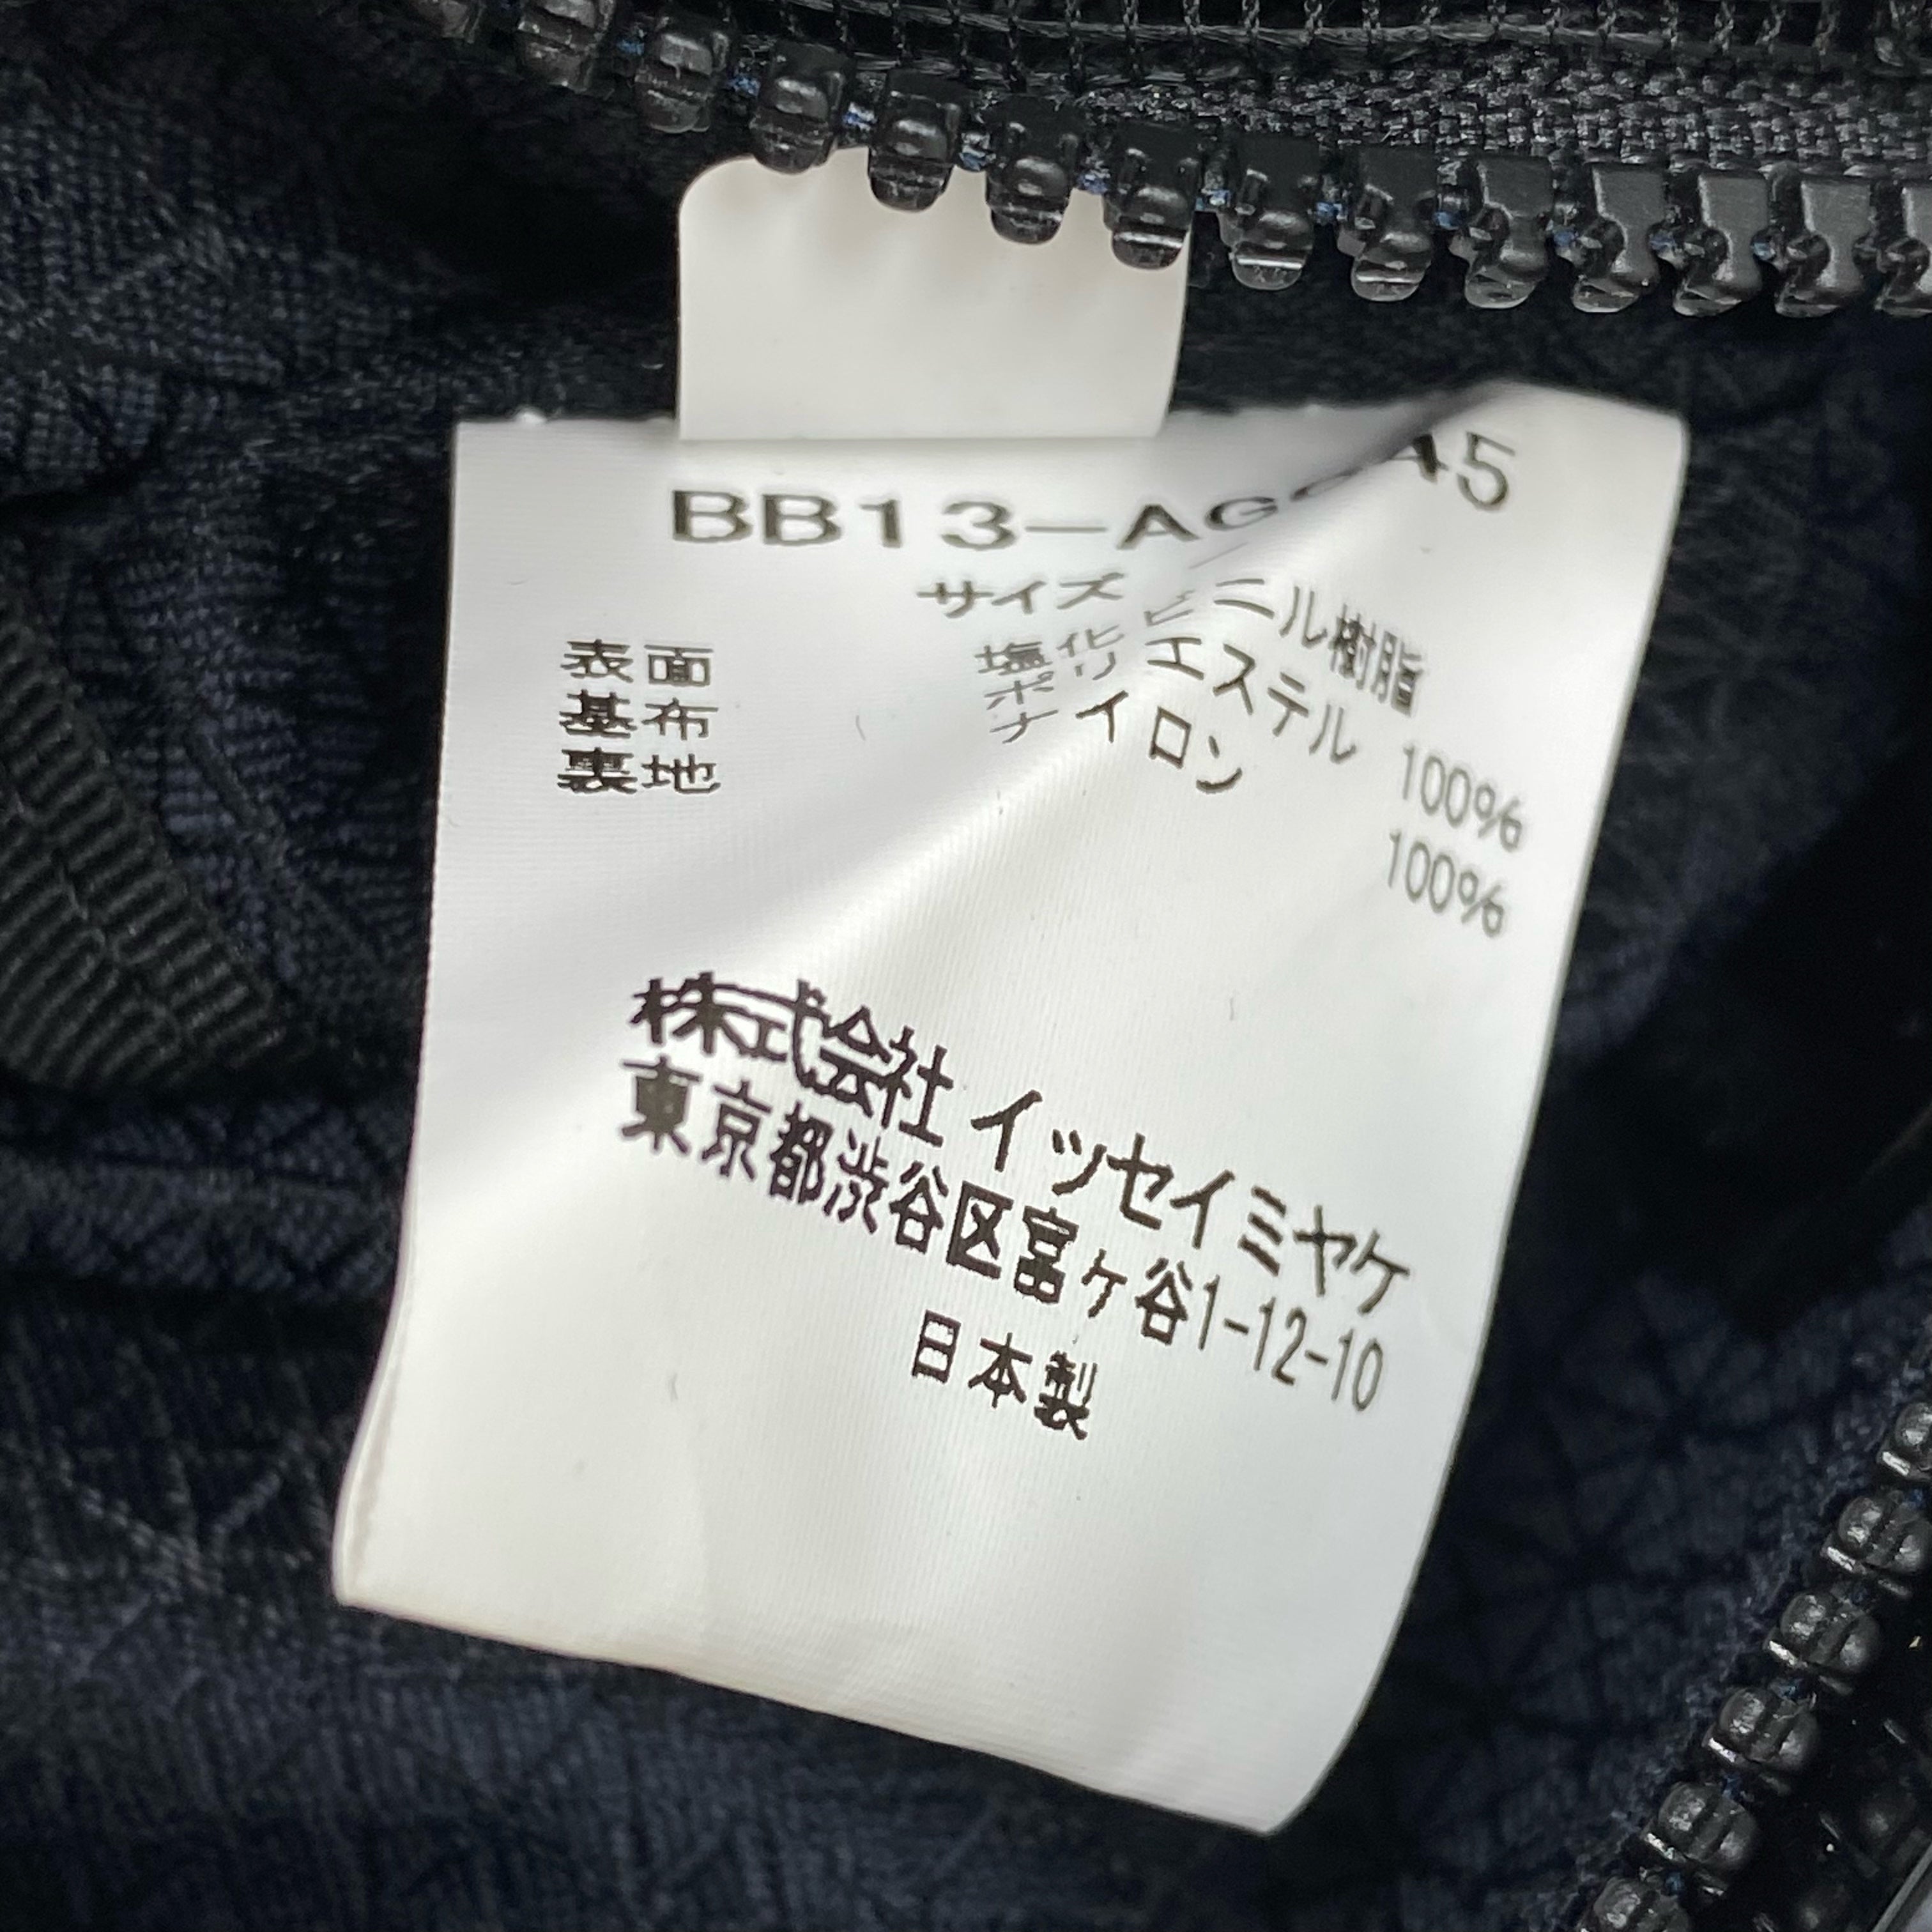 サイズ
表面 塩化ビニル樹脂
基布 ポリエステル 100%
裏地 ナイロン 100%
株式会社 イッセイミヤケ
東京都渋谷区富ヶ谷1-12-10
日本製